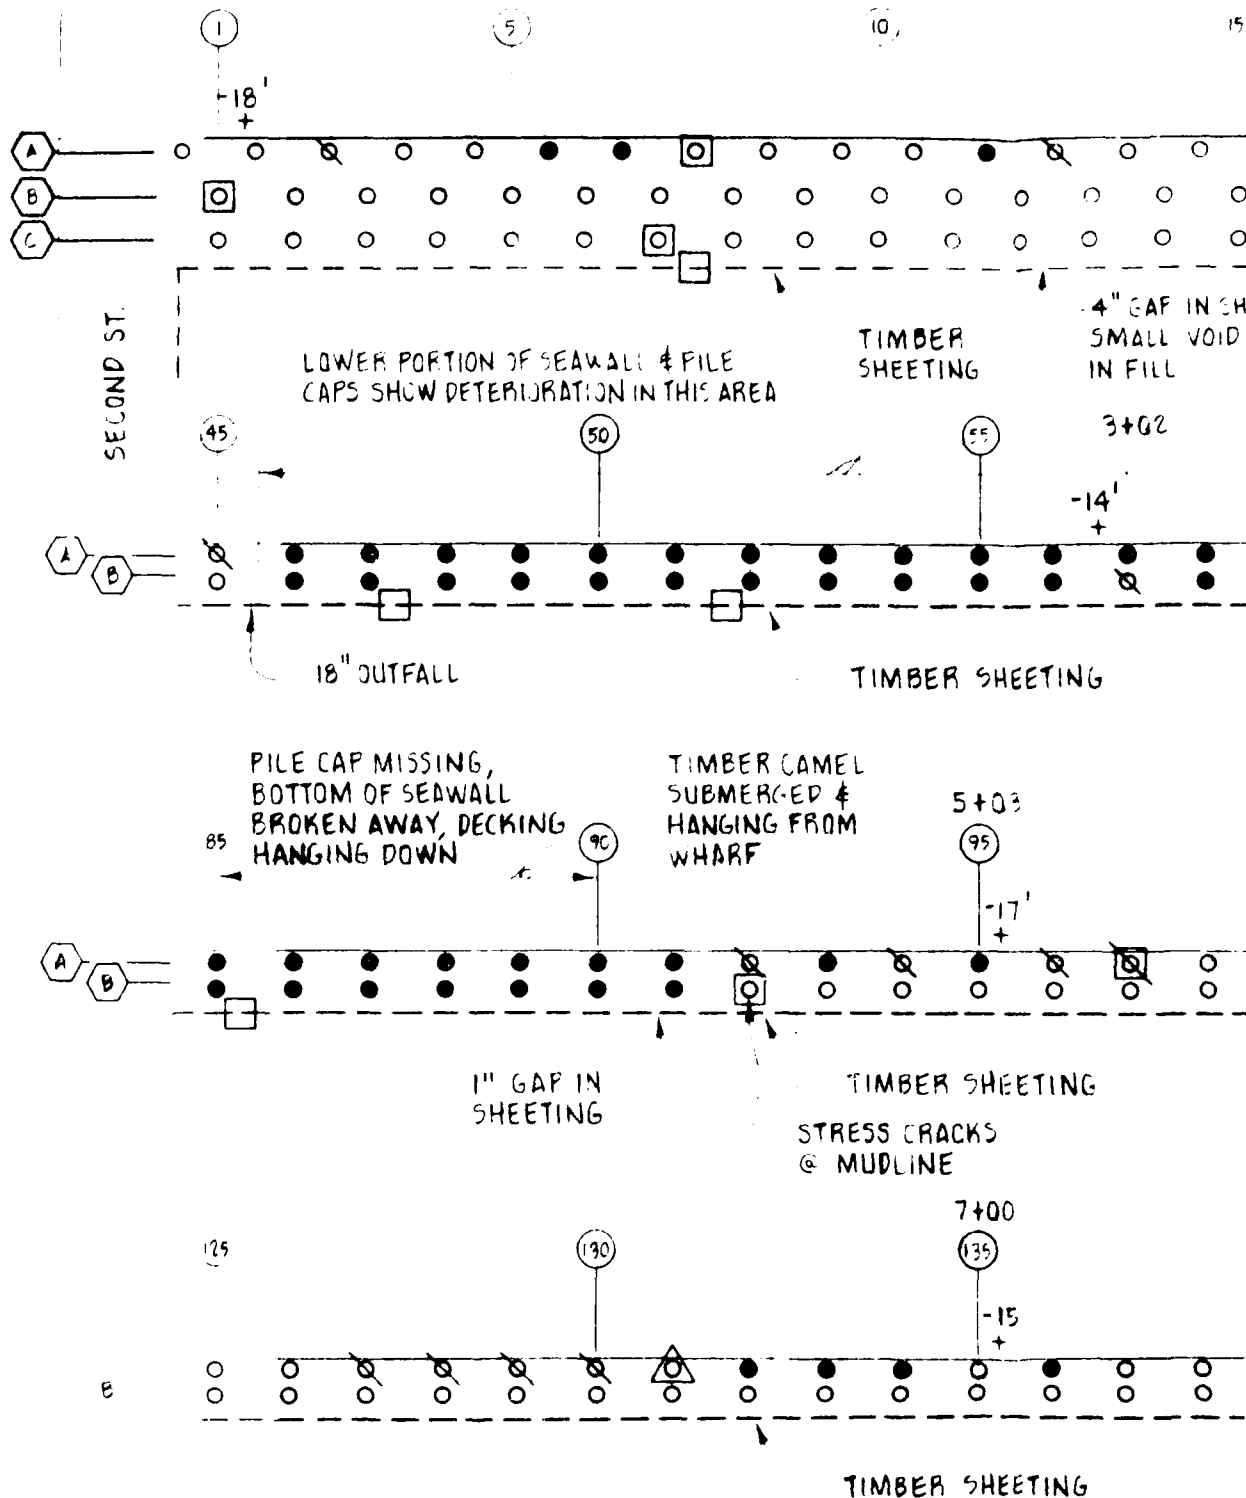 1 5 10 15
-18'
A
B
C
SECOND ST.
TIMBER
SHEETING
4" GAP IN SH
SMALL VOID
IN FILL
LOWER PORTION OF SEAWALL & PILE
CAPS SHOW DETERIORATION IN THIS AREA
45 50 55
3+02
-14'
A
B
18" OUTFALL
TIMBER SHEETING
PILE CAP MISSING,
BOTTOM OF SEAWALL
BROKEN AWAY, DECKING
HANGING DOWN
TIMBER CAMEL
SUBMERGED &
HANGING FROM
WHARF
5+03
85 90 95
-17'
A
B
1" GAP IN
SHEETING
TIMBER SHEETING
STRESS CRACKS
@ MUDLINE
7+00
125 130 135
-15
B
TIMBER SHEETING